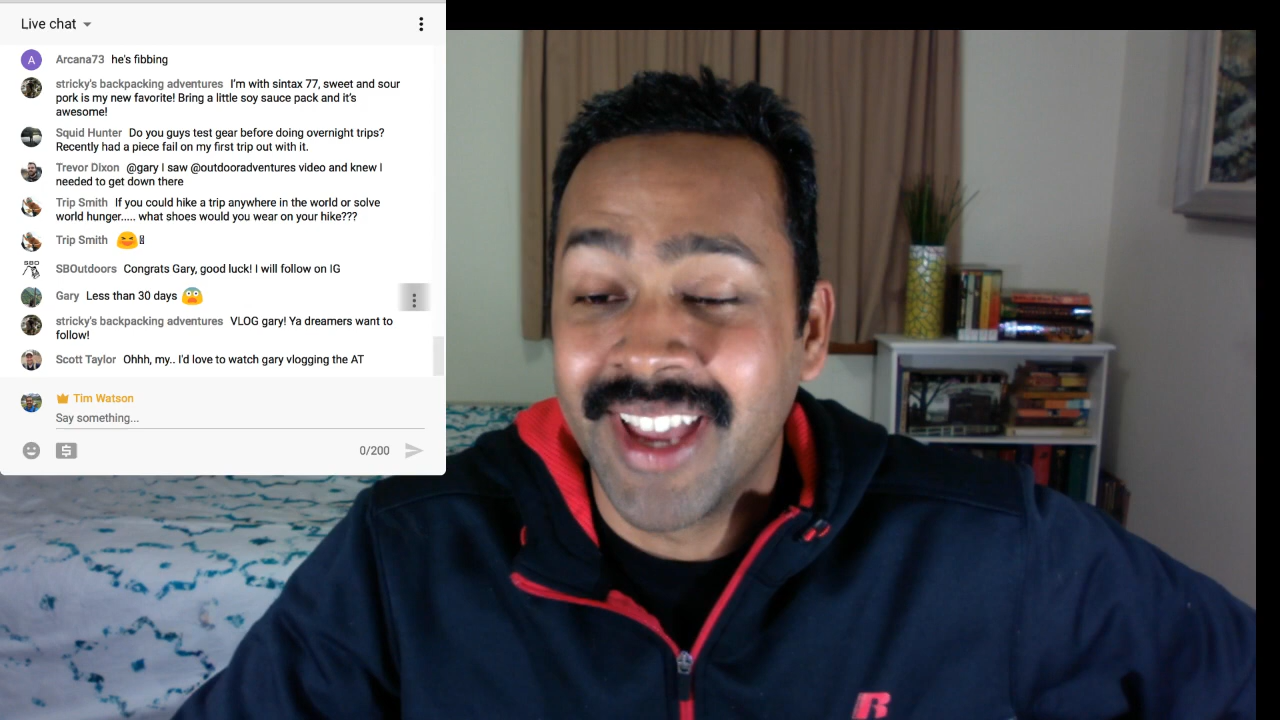 Live chat
A Arcana73 he's fibbing
stricky's backpacking adventures I'm with sintax 77, sweet and sour
pork is my new favorite! Bring a little soy sauce pack and it's
awesome!
Squid Hunter Do you guys test gear before doing overnight trips?
Recently had a piece fail on my first trip out with it.
Trevor Dixon @gary I saw @outdooradventures video and knew I
needed to get down there
Trip Smith If you could hike a trip anywhere in the world or solve
world hunger..... what shoes would you wear on your hike???
Trip Smith 😆
SBOutdoors Congrats Gary, good luck! I will follow on IG
Gary Less than 30 days 😨
stricky's backpacking adventures VLOG gary! Ya dreamers want to
follow!
Scott Taylor Ohhh, my.. I'd love to watch gary vlogging the AT
Tim Watson
Say something...
0/200
R